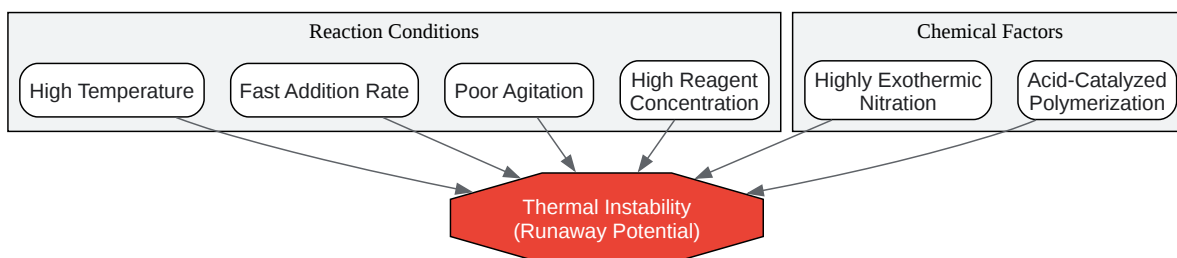 Reaction Conditions
High Temperature
Fast Addition Rate
Poor Agitation
High Reagent
Concentration
Chemical Factors
Highly Exothermic
Nitration
Acid-Catalyzed
Polymerization
Thermal Instability
(Runaway Potential)